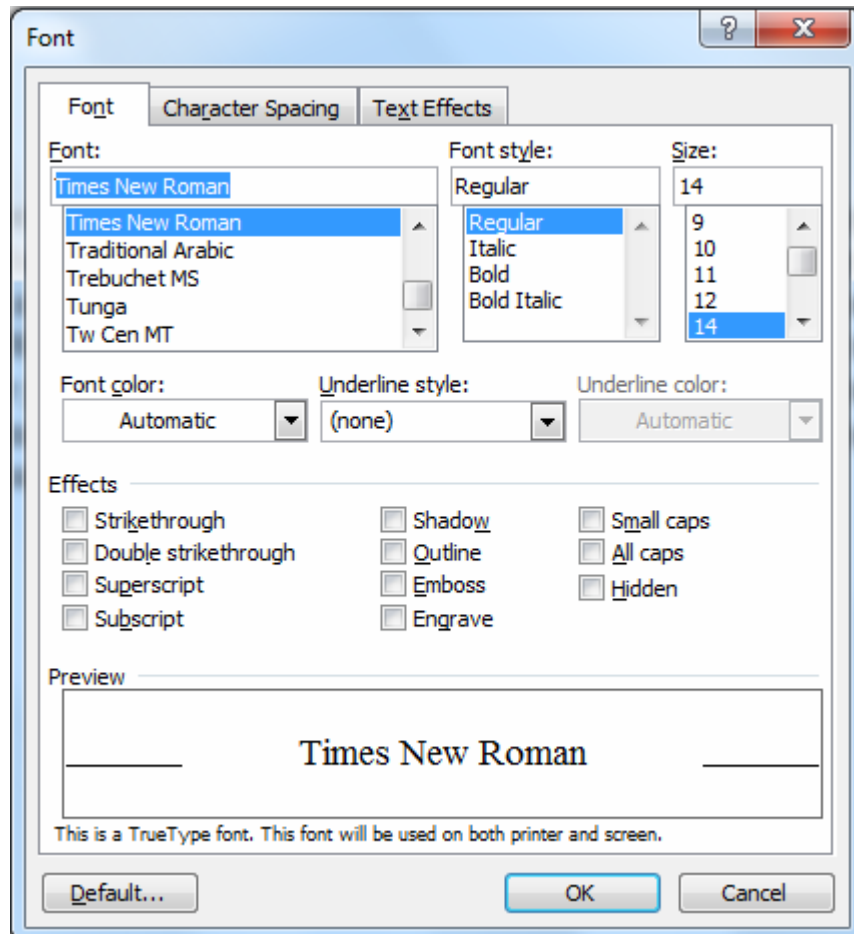 Font
Font Character Spacing Text Effects
Font: Font style: Size:
Times New Roman Regular 14
Times New Roman Regular 9
Traditional Arabic Italic 10
Trebuchet MS Bold 11
Tunga Bold Italic 12
Tw Cen MT 14
Font color: Underline style: Underline color:
Automatic (none) Automatic
Effects
Strikethrough Shadow Small caps
Double strikethrough Outline All caps
Superscript Emboss Hidden
Subscript Engrave
Preview
Times New Roman
This is a TrueType font. This font will be used on both printer and screen.
Default... OK Cancel